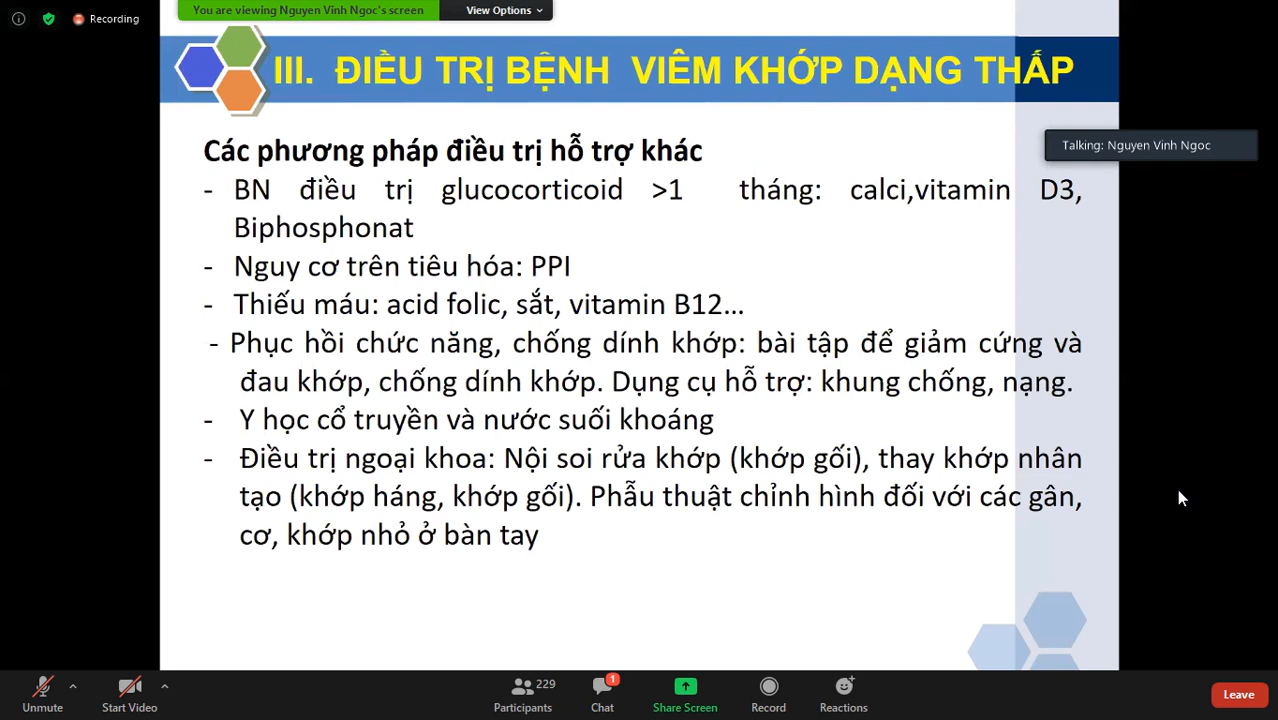 You are viewing Nguyen Vinh Ngoc's screen
View Options
Recording
III. ĐIỀU TRỊ BỆNH VIÊM KHỚP DẠNG THẤP
Talking: Nguyen Vinh Ngoc
Các phương pháp điều trị hỗ trợ khác
- BN điều trị glucocorticoid >1 tháng: calci,vitamin D3,
Biphosphonat
- Nguy cơ trên tiêu hóa: PPI
- Thiếu máu: acid folic, sắt, vitamin B12...
- Phục hồi chức năng, chống dính khớp: bài tập để giảm cứng và
đau khớp, chống dính khớp. Dụng cụ hỗ trợ: khung chống, nạng.
- Y học cổ truyền và nước suối khoáng
- Điều trị ngoại khoa: Nội soi rửa khớp (khớp gối), thay khớp nhân
tạo (khớp háng, khớp gối). Phẫu thuật chỉnh hình đối với các gân,
cơ, khớp nhỏ ở bàn tay
Unmute
Start Video
229
Participants
1
Chat
Share Screen
Record
Reactions
Leave